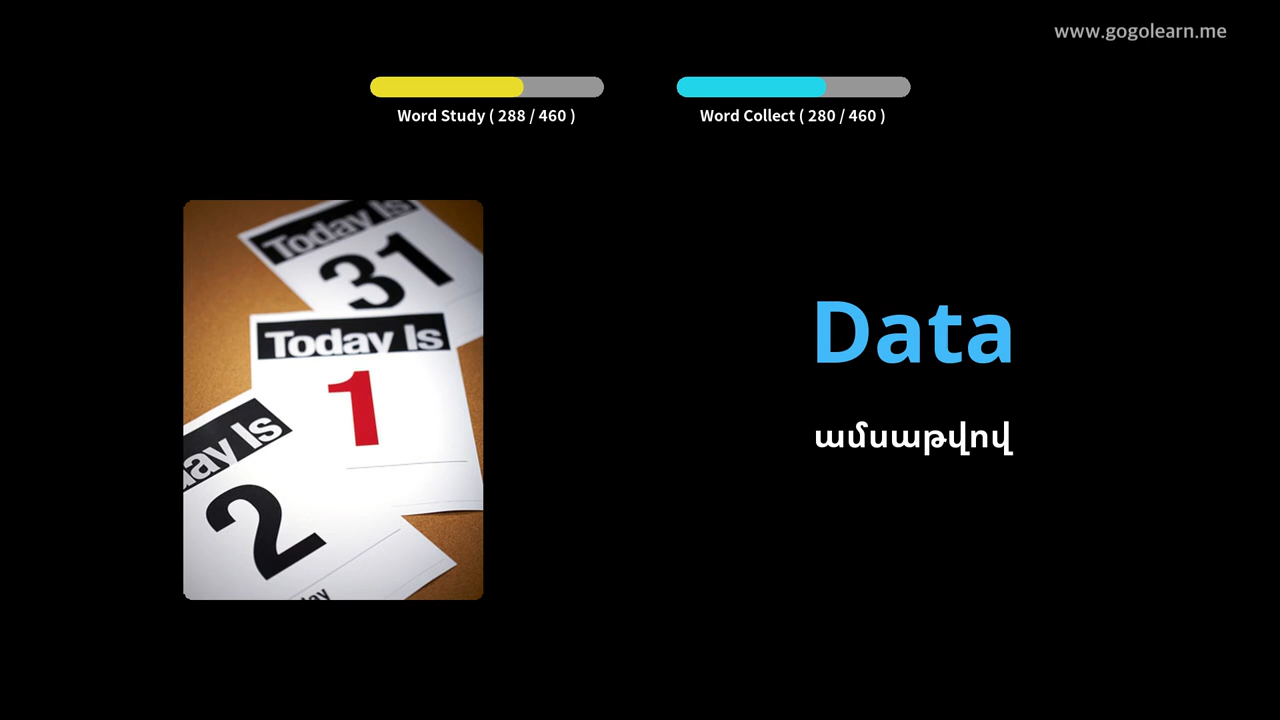 www.gogolearn.me
Word Study ( 288 / 460 )
Word Collect ( 280 / 460 )
Today Is
31
Today Is
1
ay Is
2
day
Data
ամսաթվով